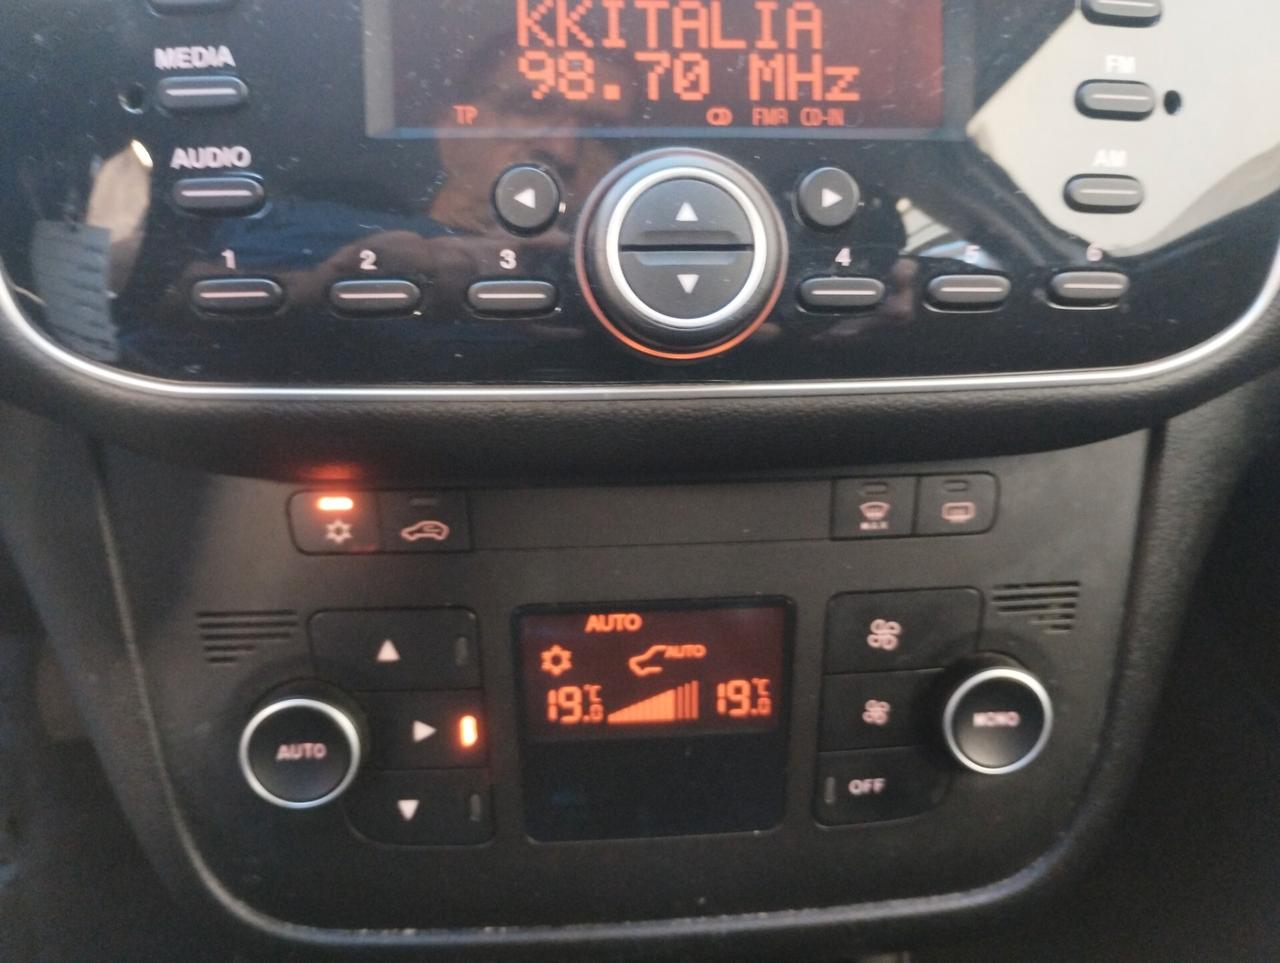 KKITALIA
98.70 MHz
TP FMR CD-IN
MEDIA
FM
AUDIO
AM
1 2 3 4 5 6
AUTO
AUTO
19.0 °C 19.0 °C
AUTO
MONO
OFF